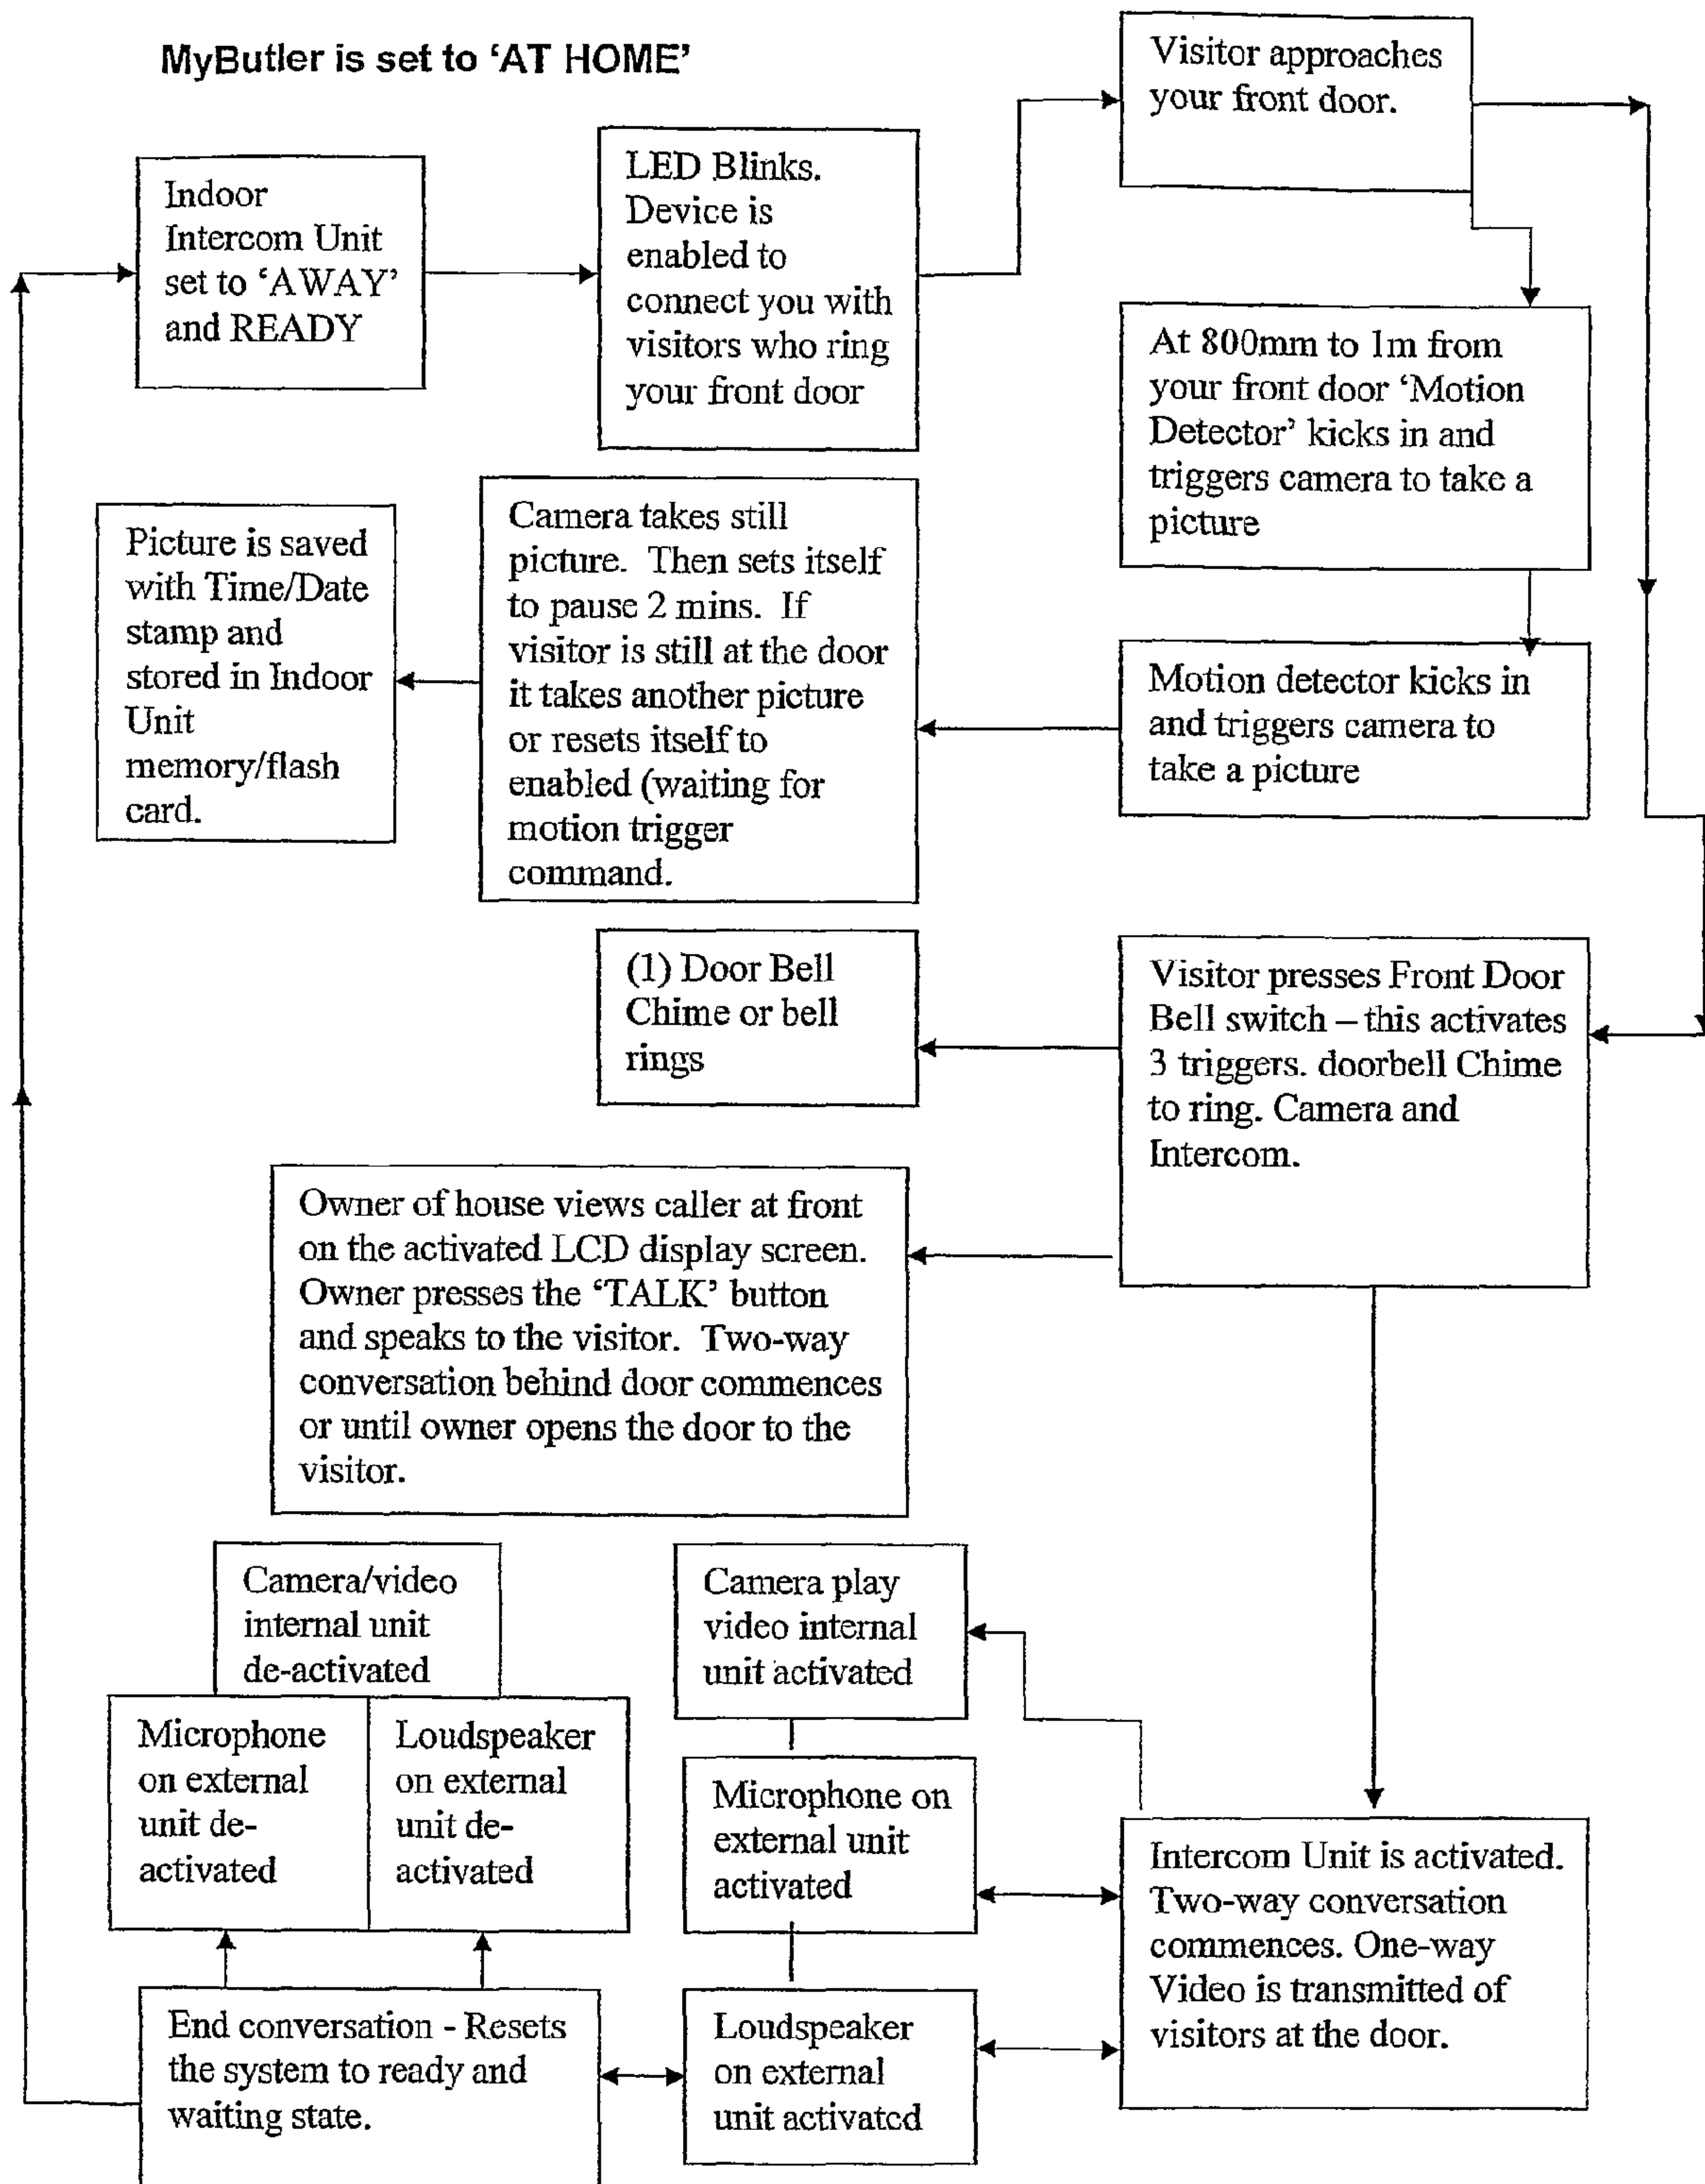 MyButler is set to ‘AT HOME’
Visitor approaches
your front door.
Indoor
Intercom Unit
set to ‘AWAY’
and READY
LED Blinks.
Device is
enabled to
connect you with
visitors who ring
your front door
At 800mm to 1m from
your front door ‘Motion
Detector’ kicks in and
triggers camera to take a
picture
Picture is saved
with Time/Date
stamp and
stored in Indoor
Unit
memory/flash
card.
Camera takes still
picture.  Then sets itself
to pause 2 mins.  If
visitor is still at the door
it takes another picture
or resets itself to
enabled (waiting for
motion trigger
command.
Motion detector kicks in
and triggers camera to
take a picture
(1) Door Bell
Chime or bell
rings
Visitor presses Front Door
Bell switch – this activates
3 triggers. doorbell Chime
to ring. Camera and
Intercom.
Owner of house views caller at front
on the activated LCD display screen.
Owner presses the ‘TALK’ button
and speaks to the visitor.  Two-way
conversation behind door commences
or until owner opens the door to the
visitor.
Camera/video
internal unit
de-activated
Camera play
video internal
unit activated
Microphone
on external
unit de-
activated
Loudspeaker
on external
unit de-
activated
Microphone on
external unit
activated
Intercom Unit is activated.
Two-way conversation
commences. One-way
Video is transmitted of
visitors at the door.
End conversation - Resets
the system to ready and
waiting state.
Loudspeaker
on external
unit activated